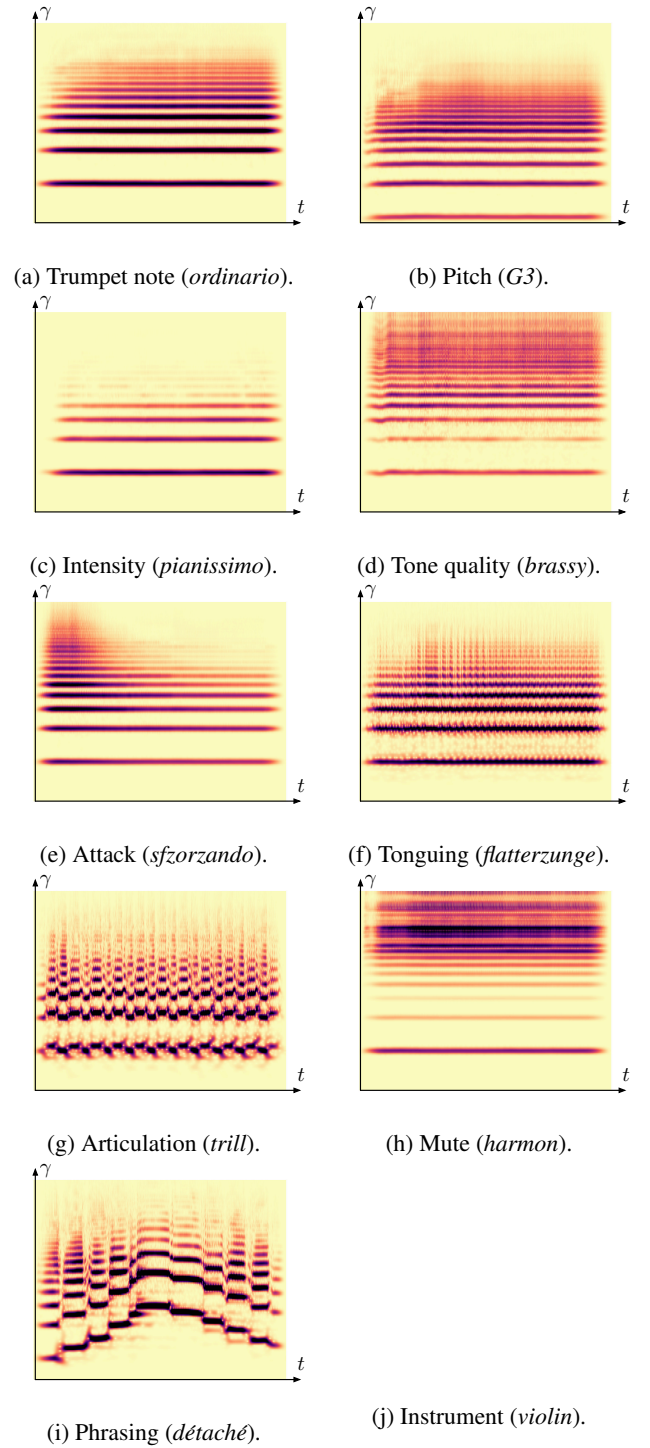 γ γ
t t
(a) Trumpet note (ordinario). (b) Pitch (G3).
γ γ
t t
(c) Intensity (pianissimo). (d) Tone quality (brassy).
γ γ
t t
(e) Attack (sfzorzando). (f) Tonguing (flatterzunge).
γ γ
t t
(g) Articulation (trill). (h) Mute (harmon).
γ
t
(i) Phrasing (détaché). (j) Instrument (violin).